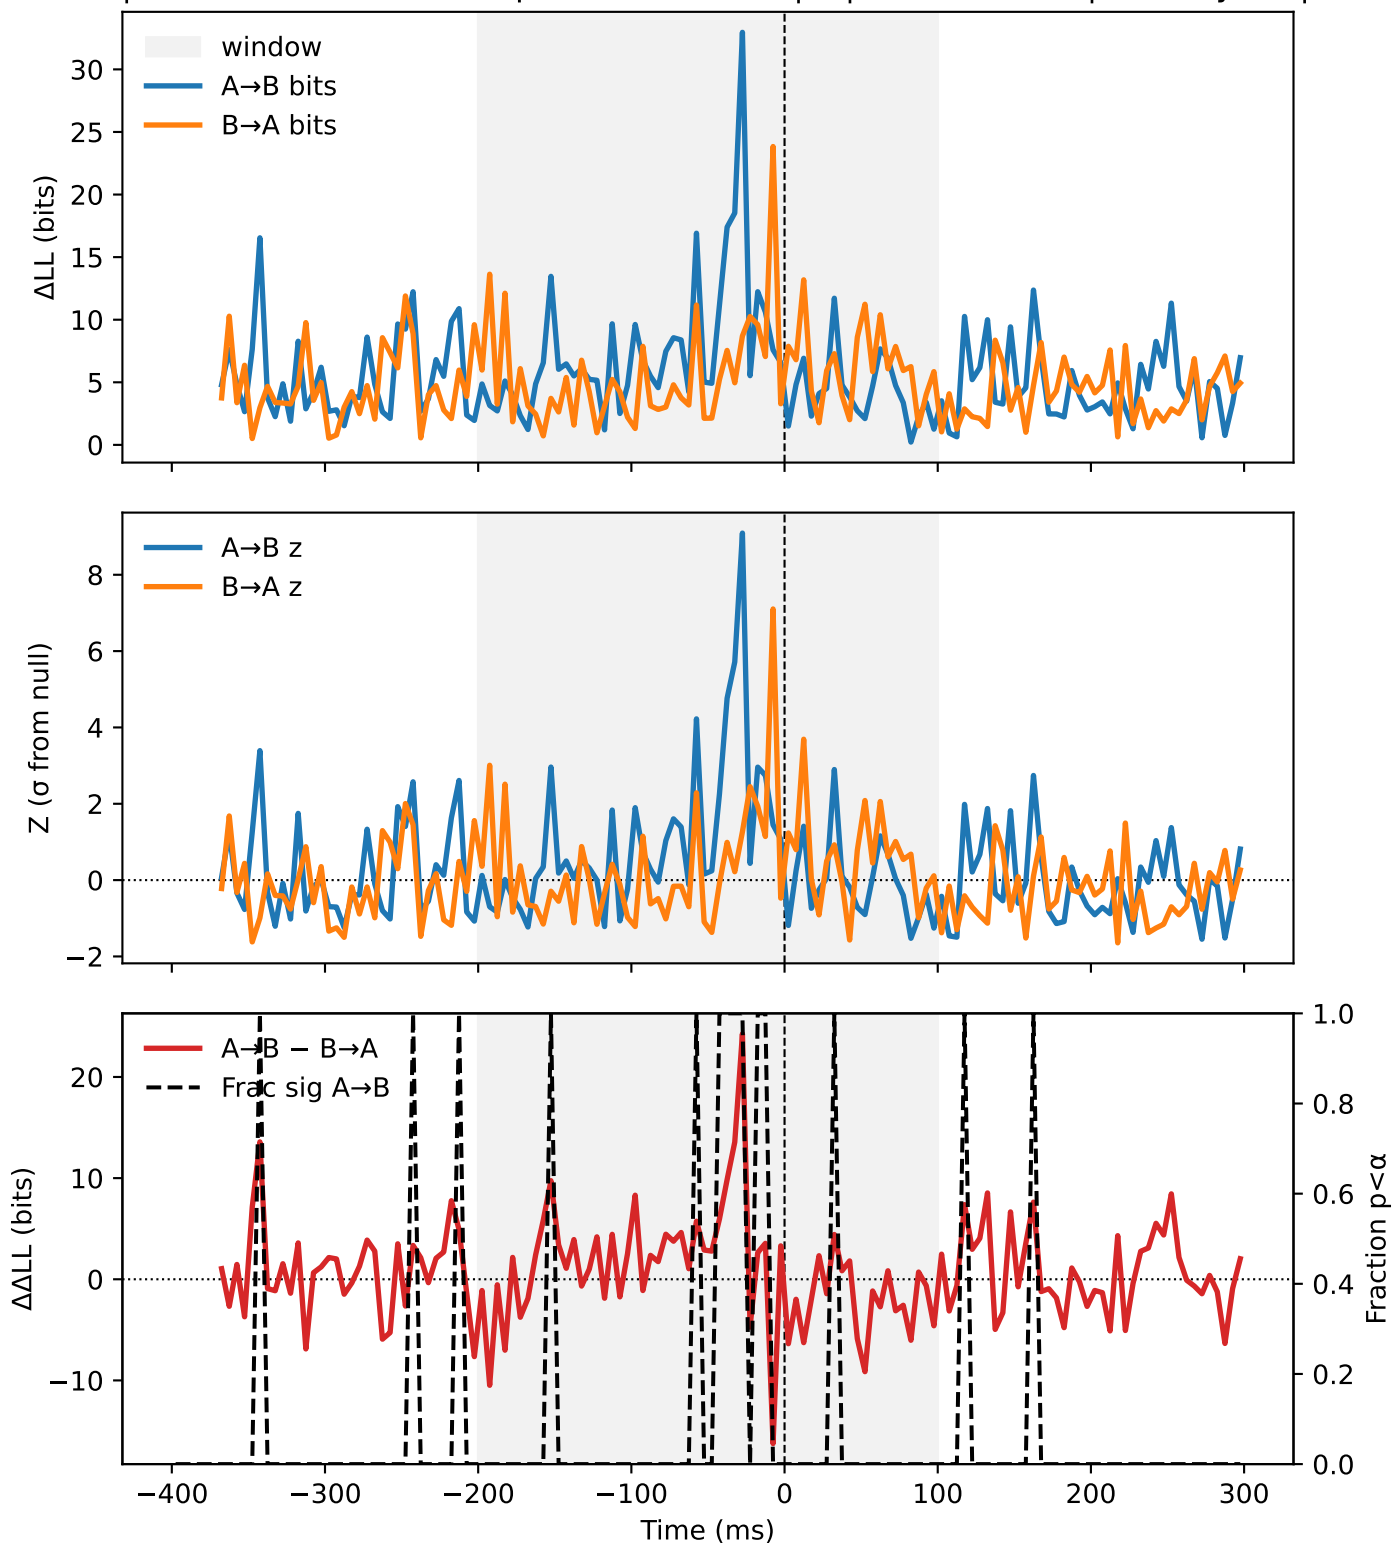 window
A→B bits
B→A bits
ΔLL (bits)
30
25
20
15
10
5
0
A→B z
B→A z
Z (σ from null)
8
6
4
2
0
−2
A→B − B→A
Frac sig A→B
ΔΔLL (bits)
20
10
0
−10
1.0
0.8
0.6
0.4
0.2
0.0
Fraction p<α
−400
−300
−200
−100
0
100
200
300
Time (ms)